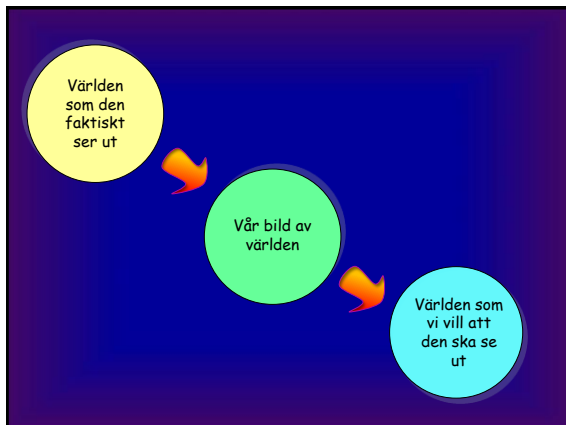 Världen
som den
faktiskt
ser ut
Vår bild av
världen
Världen som
vi vill att
den ska se
ut